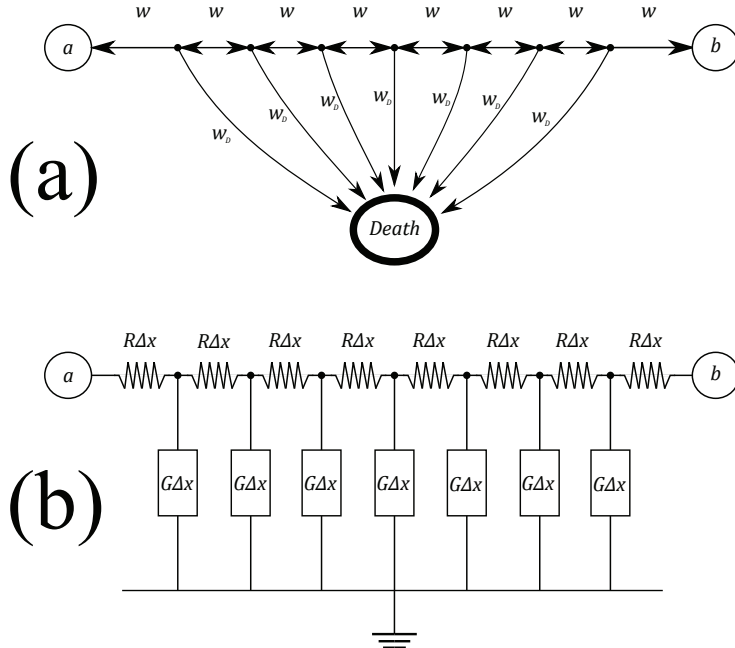 w w w w w w w w
a b
w_D w_D w_D w_D w_D w_D w_D
(a)
Death
RΔx RΔx RΔx RΔx RΔx RΔx RΔx RΔx
a b
GΔx GΔx GΔx GΔx GΔx GΔx GΔx
(b)